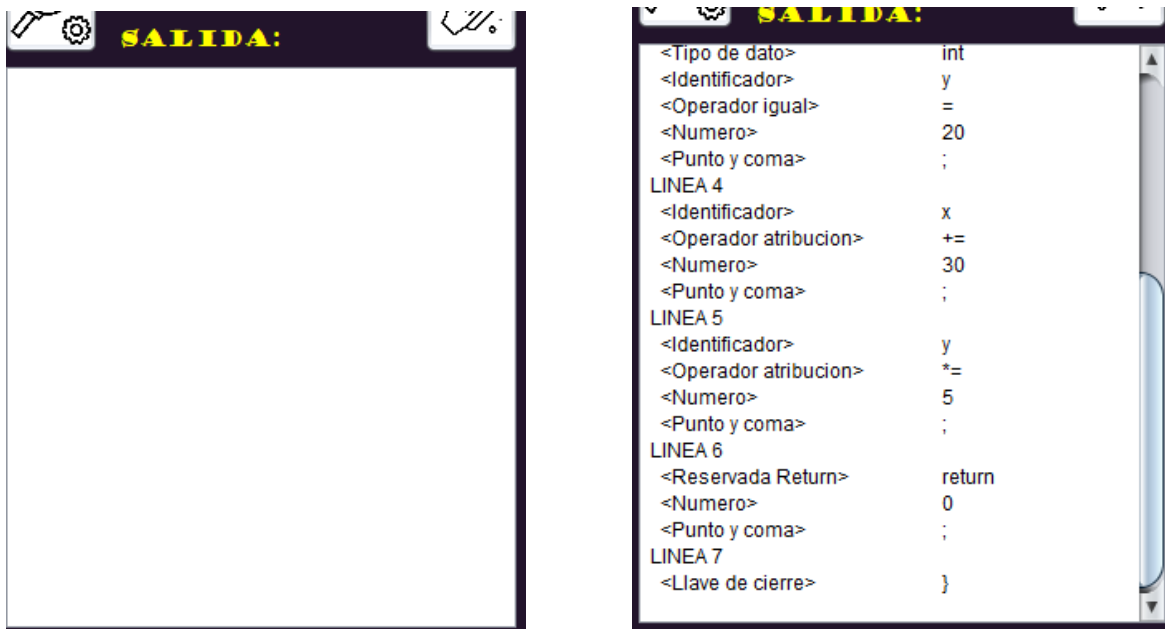 SALIDA:
SALIDA:
<Tipo de dato> int
<Identificador> y
<Operador igual> =
<Numero> 20
<Punto y coma> ;
LINEA 4
<Identificador> x
<Operador atribucion> +=
<Numero> 30
<Punto y coma> ;
LINEA 5
<Identificador> y
<Operador atribucion> *=
<Numero> 5
<Punto y coma> ;
LINEA 6
<Reservada Return> return
<Numero> 0
<Punto y coma> ;
LINEA 7
<Llave de cierre> }